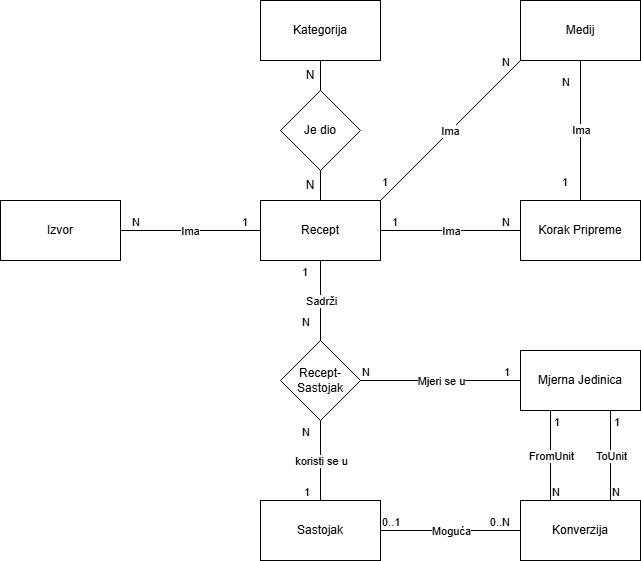 Kategorija
Medij
N
N
N
Je dio
Ima
Ima
N
1
1
Izvor
N
Ima
1
Recept
1
Ima
N
Korak Pripreme
1
Sadrži
N
Recept-
Sastojak
N
Mjeri se u
1
Mjerna Jedinica
N
1
1
koristi se u
FromUnit
ToUnit
1
N
N
Sastojak
0..1
Moguća
0..N
Konverzija